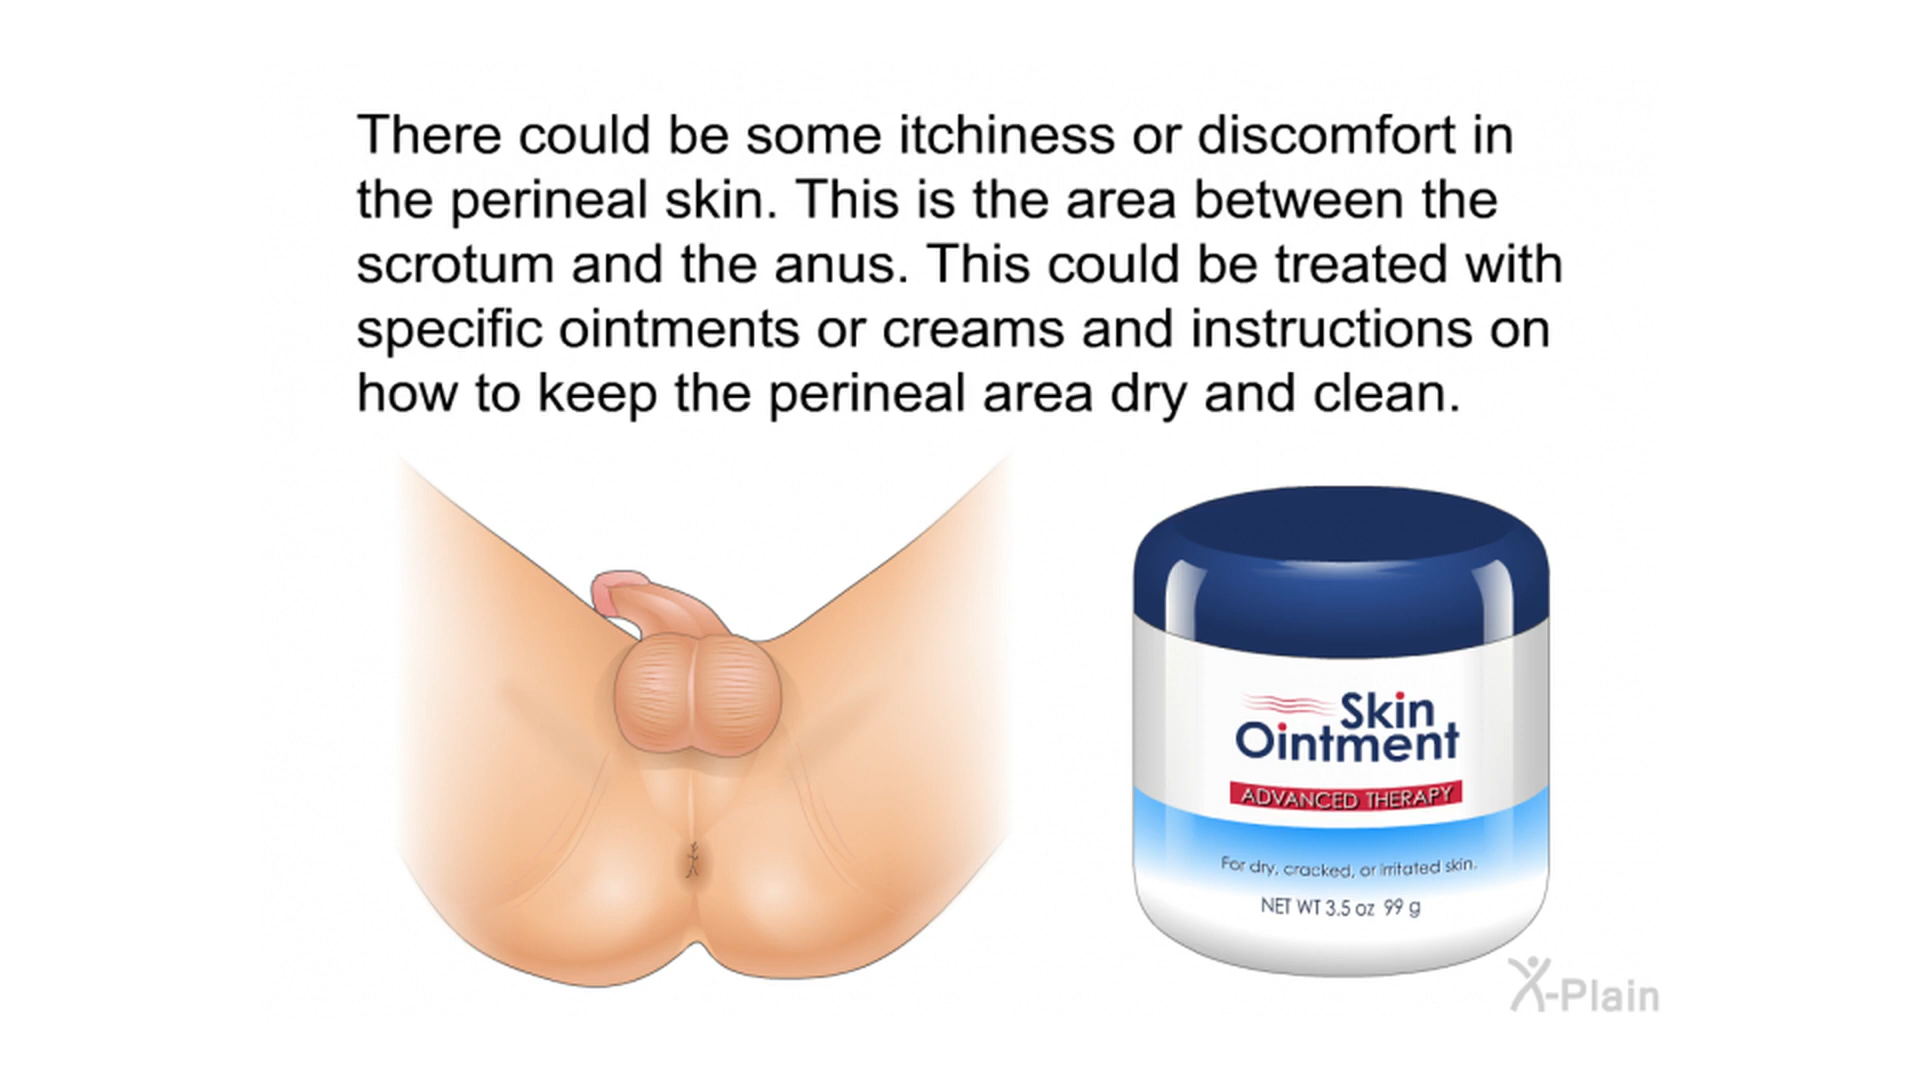 There could be some itchiness or discomfort in
the perineal skin. This is the area between the
scrotum and the anus. This could be treated with
specific ointments or creams and instructions on
how to keep the perineal area dry and clean.
Skin
Ointment
ADVANCED THERAPY
For dry, cracked, or irritated skin.
NET WT 3.5 oz 99 g
X-Plain